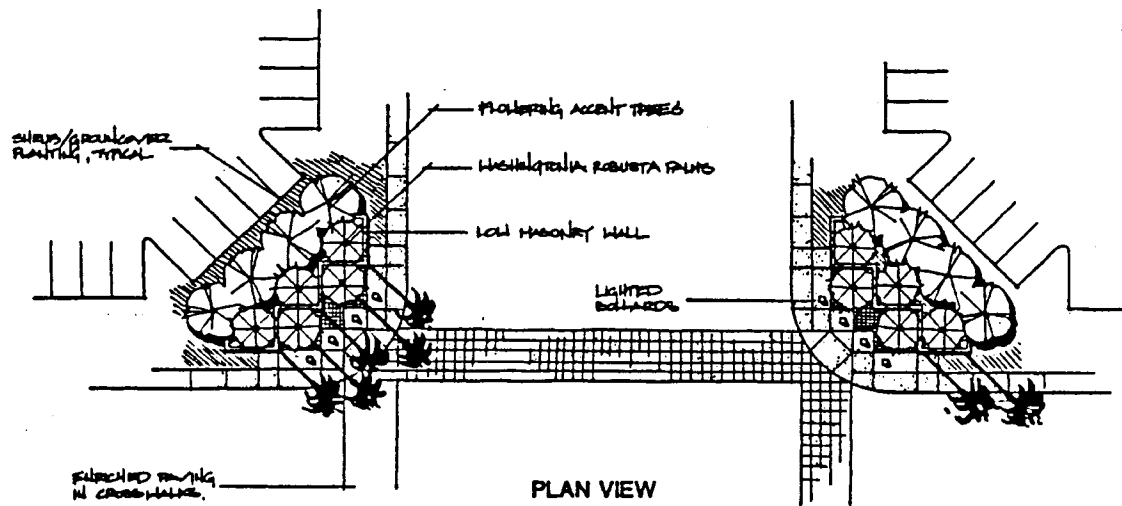 FLOWERING ACCENT TREES
SHRUB/GROUNDCOVER
PLANTING, TYPICAL
WASHINGTONIA ROBUSTA PALMS
LOW MASONRY WALL
LIGHTED
BOLLARDS
ENRICHED PAVING
IN CROSSWALKS.
PLAN VIEW